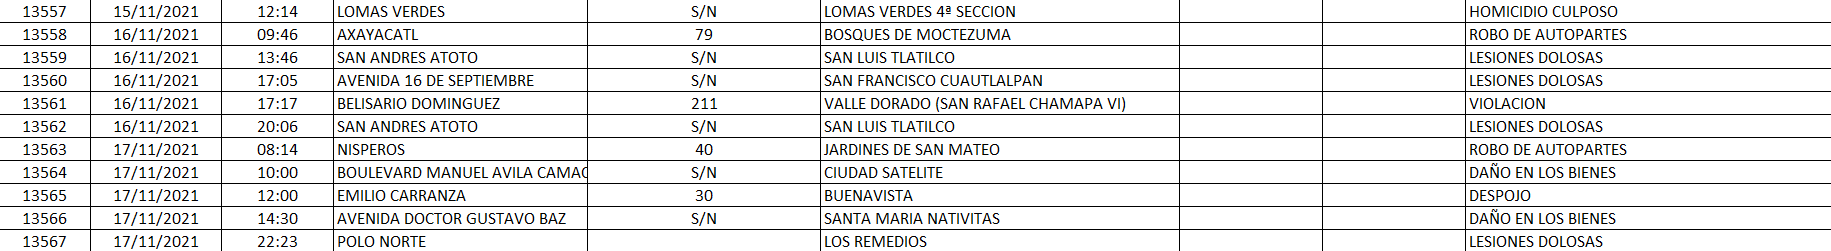 13557 15/11/2021 12:14 LOMAS VERDES S/N LOMAS VERDES 4ª SECCION HOMICIDIO CULPOSO
13558 16/11/2021 09:46 AXAYACATL 79 BOSQUES DE MOCTEZUMA ROBO DE AUTOPARTES
13559 16/11/2021 13:46 SAN ANDRES ATOTO S/N SAN LUIS TLATILCO LESIONES DOLOSAS
13560 16/11/2021 17:05 AVENIDA 16 DE SEPTIEMBRE S/N SAN FRANCISCO CUAUTLALPAN LESIONES DOLOSAS
13561 16/11/2021 17:17 BELISARIO DOMINGUEZ 211 VALLE DORADO (SAN RAFAEL CHAMAPA VI) VIOLACION
13562 16/11/2021 20:06 SAN ANDRES ATOTO S/N SAN LUIS TLATILCO LESIONES DOLOSAS
13563 17/11/2021 08:14 NISPEROS 40 JARDINES DE SAN MATEO ROBO DE AUTOPARTES
13564 17/11/2021 10:00 BOULEVARD MANUEL AVILA CAMAC S/N CIUDAD SATELITE DAÑO EN LOS BIENES
13565 17/11/2021 12:00 EMILIO CARRANZA 30 BUENAVISTA DESPOJO
13566 17/11/2021 14:30 AVENIDA DOCTOR GUSTAVO BAZ S/N SANTA MARIA NATIVITAS DAÑO EN LOS BIENES
13567 17/11/2021 22:23 POLO NORTE LOS REMEDIOS LESIONES DOLOSAS